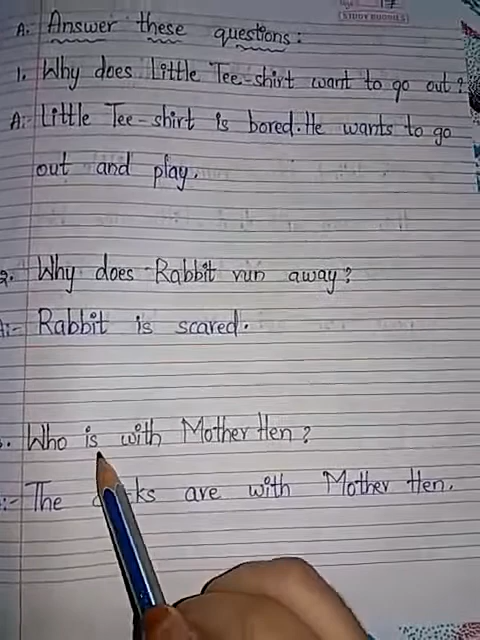 A. Answer these questions:
STUDY BUDDIES
1. Why does Little Tee-shirt want to go out?
A:- Little Tee-shirt is bored. He wants to go
out and play.
2. Why does Rabbit run away?
A:- Rabbit is scared.
Who is with Mother Hen?
:- The are with Mother Hen.